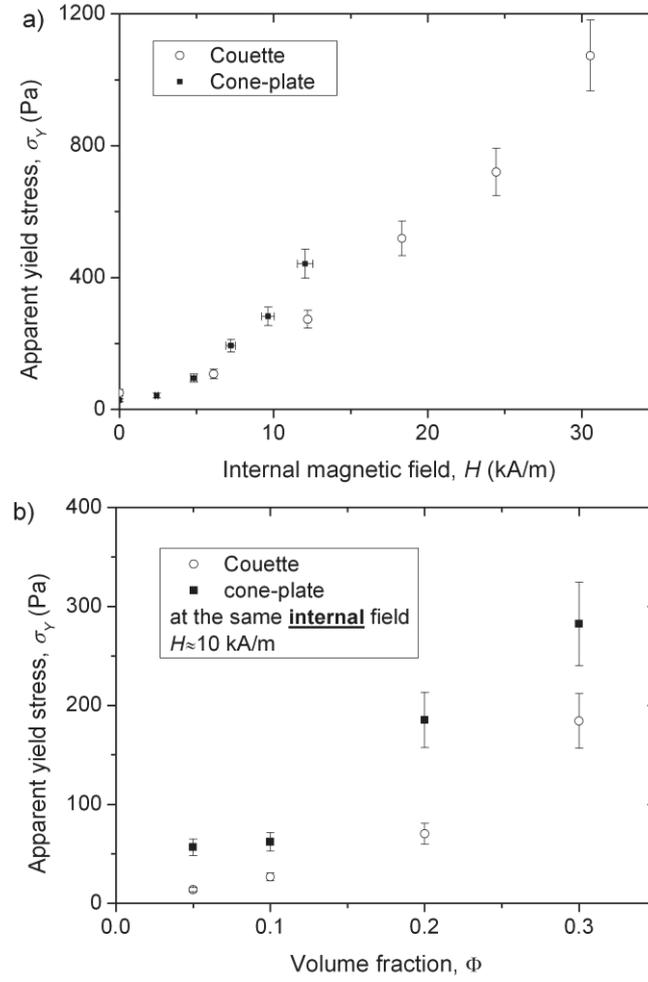 a)
1200
800
400
0
Apparent yield stress, σY (Pa)
Couette
Cone-plate
0 10 20 30
Internal magnetic field, H (kA/m)
b)
400
300
200
100
0
Apparent yield stress, σY (Pa)
Couette
cone-plate
at the same internal field
H≈10 kA/m
0.0 0.1 0.2 0.3
Volume fraction, Φ